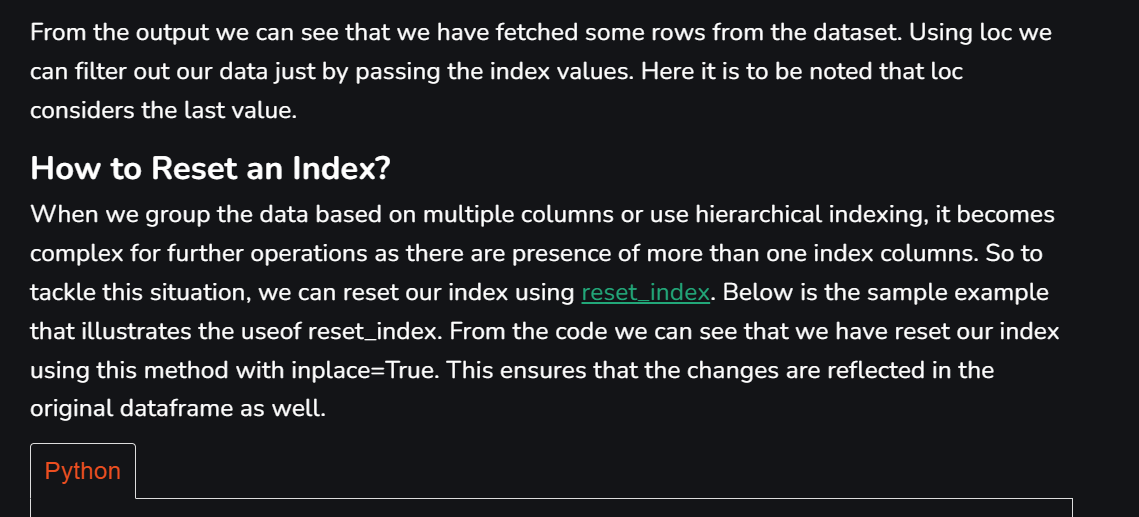 From the output we can see that we have fetched some rows from the dataset. Using loc we
can filter out our data just by passing the index values. Here it is to be noted that loc
considers the last value.
How to Reset an Index?
When we group the data based on multiple columns or use hierarchical indexing, it becomes
complex for further operations as there are presence of more than one index columns. So to
tackle this situation, we can reset our index using reset_index. Below is the sample example
that illustrates the useof reset_index. From the code we can see that we have reset our index
using this method with inplace=True. This ensures that the changes are reflected in the
original dataframe as well.
Python